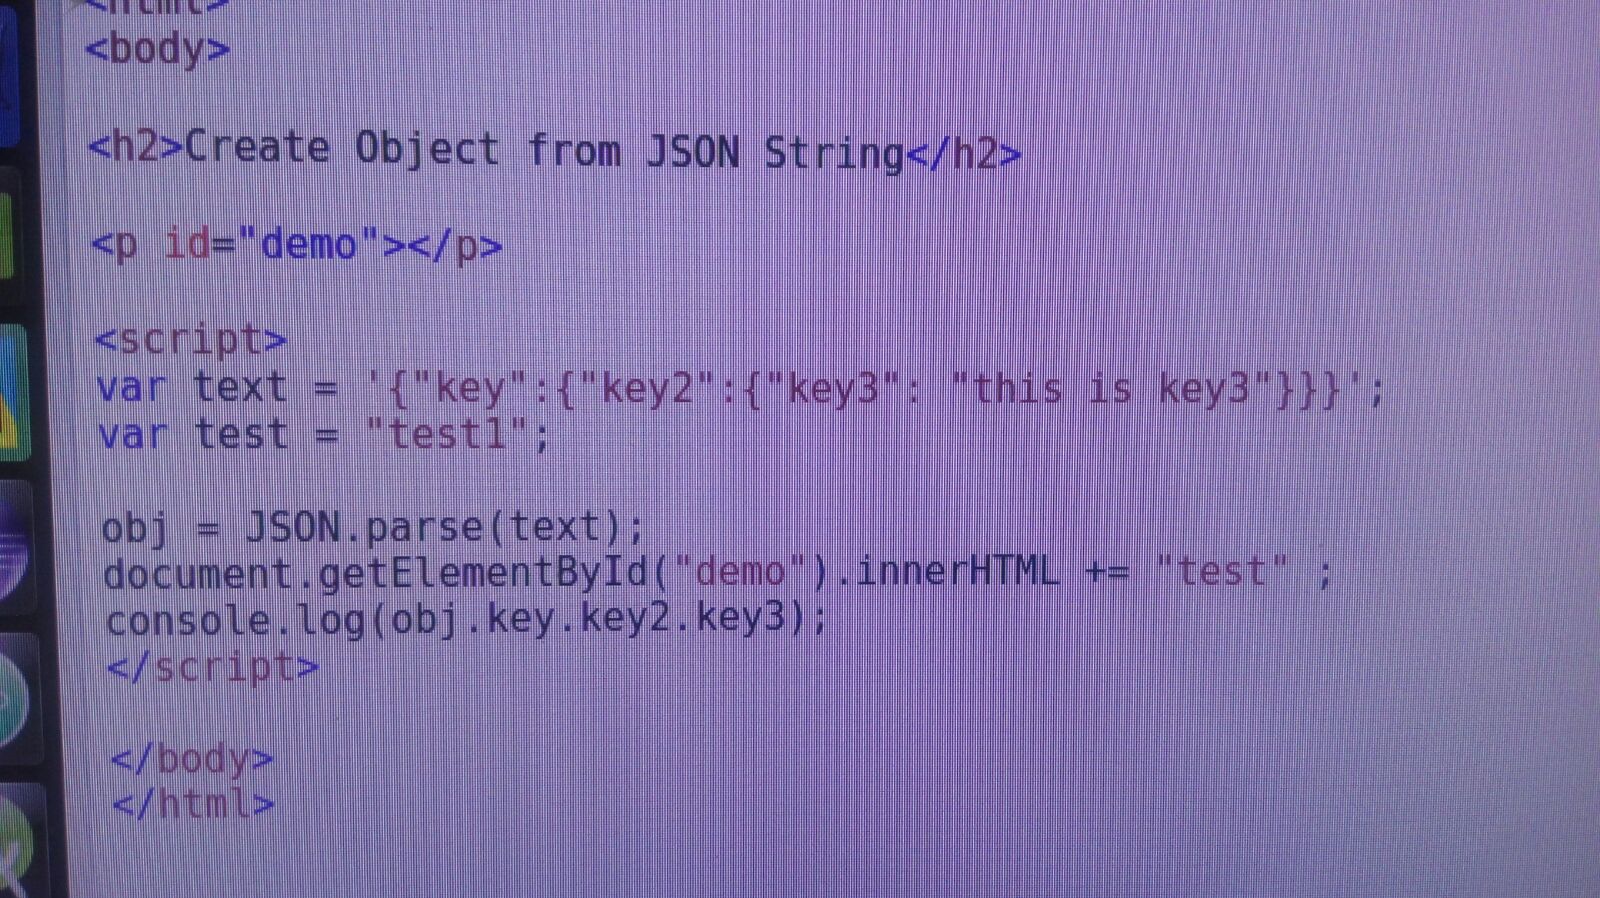 <html>
<body>
<h2>Create Object from JSON String</h2>
<p id="demo"></p>
<script>
var text = '{"key":{"key2":{"key3": "this is key3"}}}';
var test = "test1";
obj = JSON.parse(text);
document.getElementById("demo").innerHTML += "test" ;
console.log(obj.key.key2.key3);
</script>
</body>
</html>